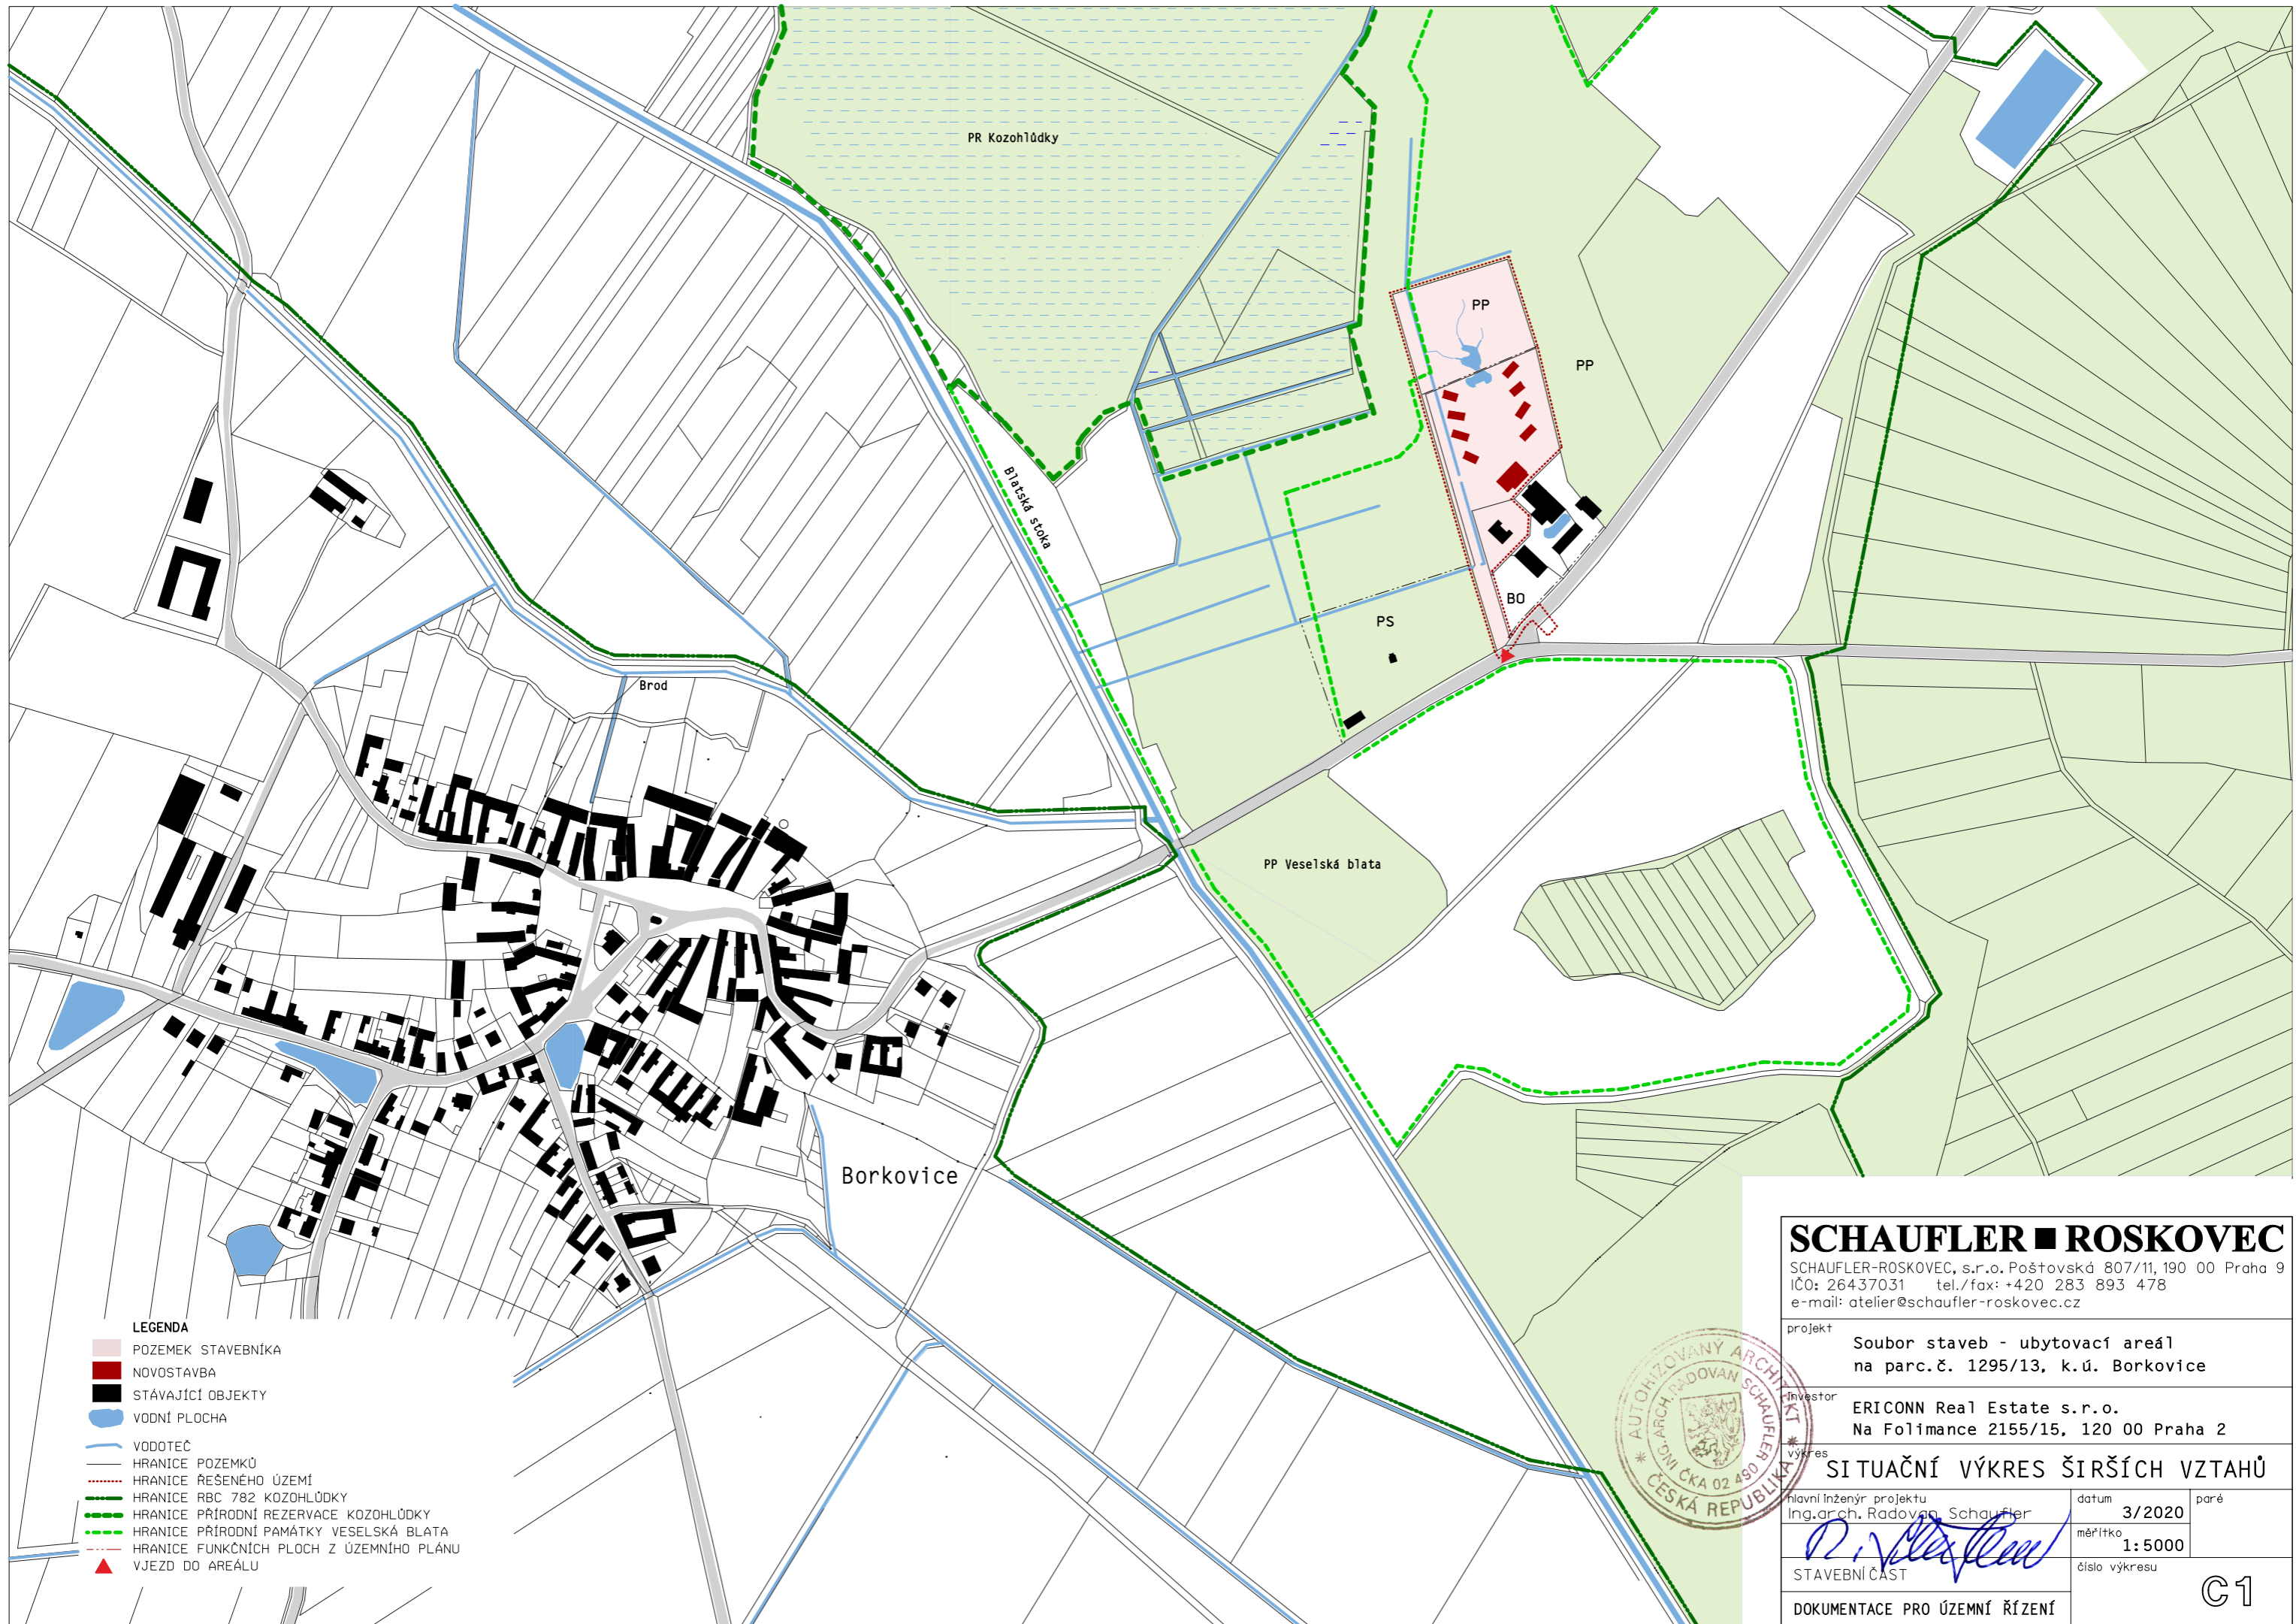 PR Kozohlůdky
PP
PP
Blatská stoka
BO
PS
Brod
PP Veselská blata
Borkovice
LEGENDA
POZEMEK STAVEBNÍKA
NOVOSTAVBA
STÁVAJÍCÍ OBJEKTY
VODNÍ PLOCHA
VODOTEČ
HRANICE POZEMKŮ
HRANICE ŘEŠENÉHO ÚZEMÍ
HRANICE RBC 782 KOZOHLŮDKY
HRANICE PŘÍRODNÍ REZERVACE KOZOHLŮDKY
HRANICE PŘÍRODNÍ PAMÁTKY VESELSKÁ BLATA
HRANICE FUNKČNÍCH PLOCH Z ÚZEMNÍHO PLÁNU
VJEZD DO AREÁLU
SCHAUFLER ■ ROSKOVEC
SCHAUFLER-ROSKOVEC, s.r.o. Poštovská 807/11, 190 00 Praha 9
IČO: 26437031 tel./fax: +420 283 893 478
e-mail: atelier@schaufler-roskovec.cz
projekt
Soubor staveb - ubytovací areál
na parc.č. 1295/13, k.ú. Borkovice
investor
ERICONN Real Estate s.r.o.
Na Folimance 2155/15, 120 00 Praha 2
výkres
SITUAČNÍ VÝKRES ŠIRŠÍCH VZTAHŮ
hlavní inženýr projektu
Ing.arch. Radovan Schaufler
datum
3/2020
paré
měřítko
1:5000
STAVEBNÍ ČÁST
číslo výkresu
C1
DOKUMENTACE PRO ÚZEMNÍ ŘÍZENÍ
* AUTORIZOVANÝ ARCHITEKT * ČESKÁ REPUBLIKA
ING. ARCH. RADOVAN SCHAUFLER
ČKA 02 490